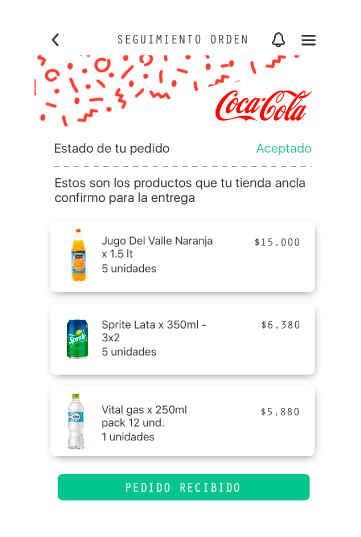 SEGUIMIENTO ORDEN
Coca-Cola
Estado de tu pedido
Aceptado
Estos son los productos que tu tienda ancla
confirmo para la entrega
Jugo Del Valle Naranja
x 1.5 lt
5 unidades
$15.000
Sprite
Sprite Lata x 350ml -
3x2
5 unidades
$6.380
Vital gas x 250ml
pack 12 und.
1 unidades
$5.880
PEDIDO RECIBIDO